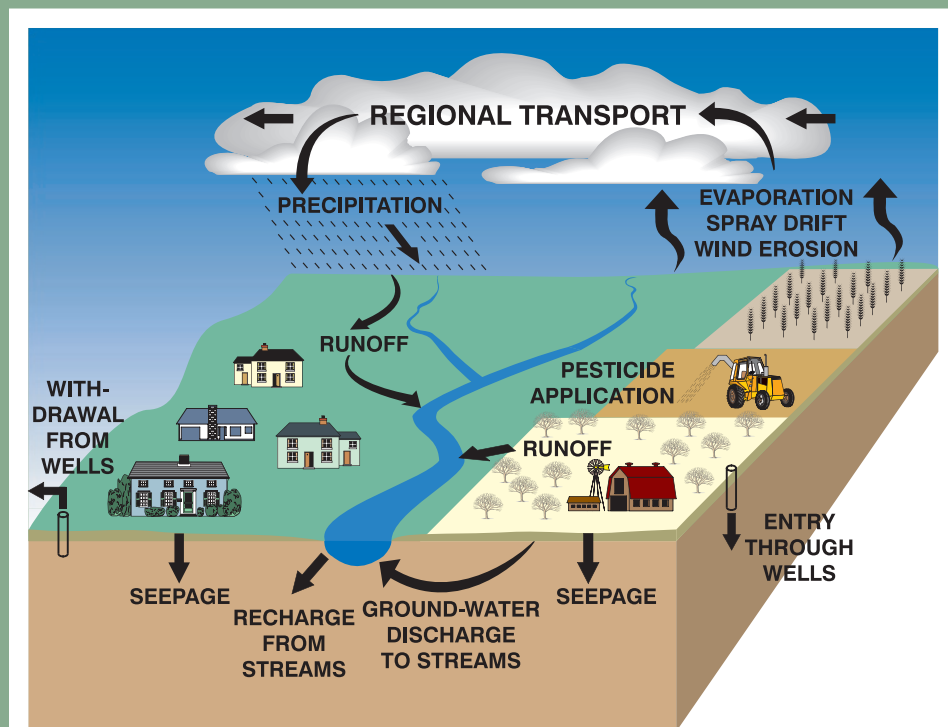 REGIONAL TRANSPORT
PRECIPITATION
EVAPORATION
SPRAY DRIFT
WIND EROSION
RUNOFF
PESTICIDE
APPLICATION
WITH-
DRAWAL
FROM
WELLS
RUNOFF
ENTRY
THROUGH
WELLS
SEEPAGE
RECHARGE
FROM
STREAMS
GROUND-WATER
DISCHARGE
TO STREAMS
SEEPAGE